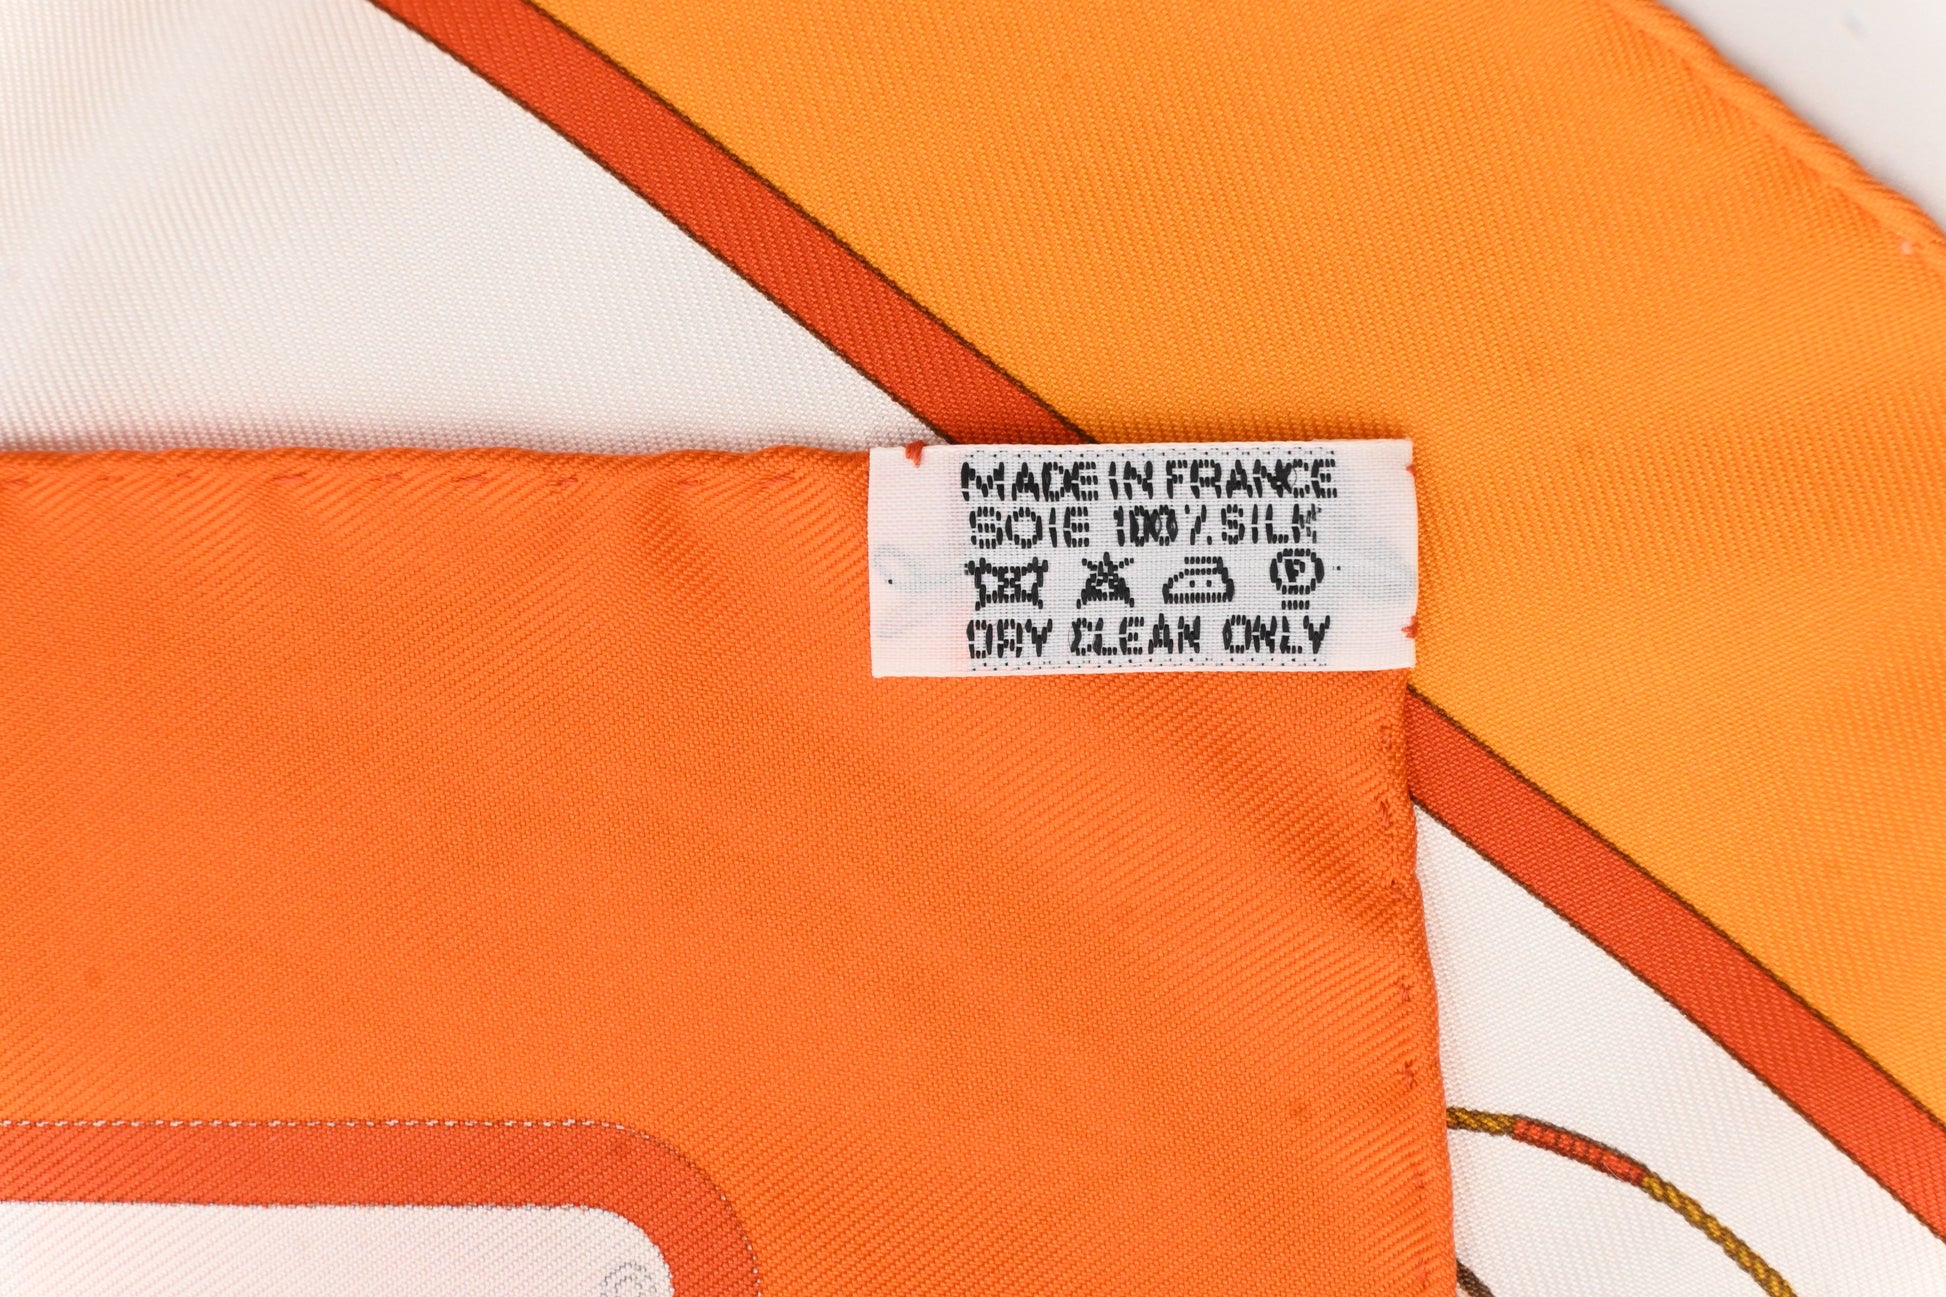 MADE IN FRANCE
SOIE 100% SILK
P
DRY CLEAN ONLY